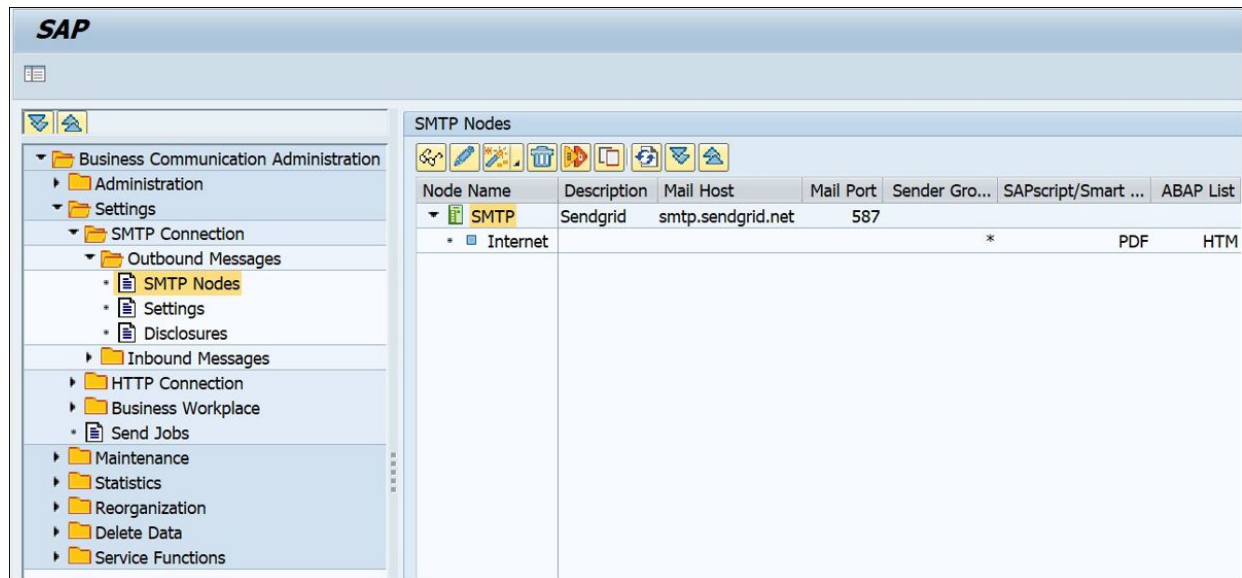 SAP
SMTP Nodes
Business Communication Administration
Administration
Settings
SMTP Connection
Outbound Messages
SMTP Nodes
Settings
Disclosures
Inbound Messages
HTTP Connection
Business Workplace
Send Jobs
Maintenance
Statistics
Reorganization
Delete Data
Service Functions
Node Name Description Mail Host Mail Port Sender Gro... SAPscript/Smart ... ABAP List
SMTP Sendgrid smtp.sendgrid.net 587
Internet * PDF HTM